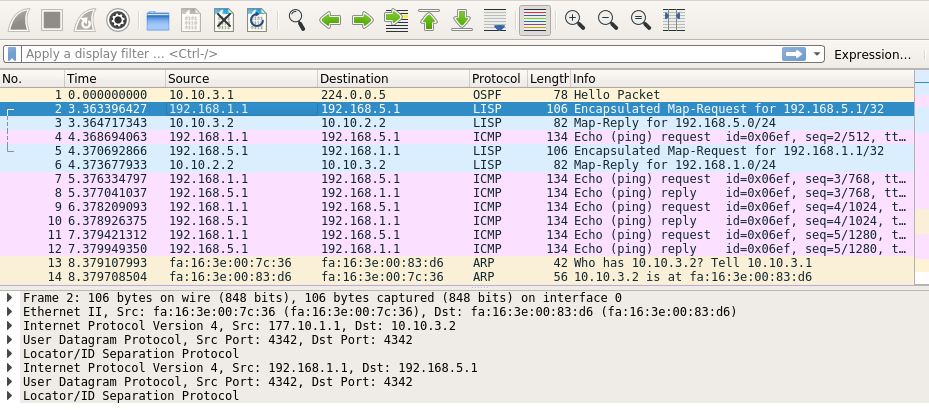 Apply a display filter ... <Ctrl-/>
Expression...
No. Time Source Destination Protocol Length Info
1 0.000000000 10.10.3.1 224.0.0.5 OSPF 78 Hello Packet
2 3.363396427 192.168.1.1 192.168.5.1 LISP 106 Encapsulated Map-Request for 192.168.5.1/32
3 3.364717343 10.10.3.2 10.10.2.2 LISP 82 Map-Reply for 192.168.5.0/24
4 4.368694063 192.168.1.1 192.168.5.1 ICMP 134 Echo (ping) request id=0x06ef, seq=2/512, tt...
5 4.370692866 192.168.5.1 192.168.1.1 LISP 106 Encapsulated Map-Request for 192.168.1.1/32
6 4.373677933 10.10.2.2 10.10.3.2 LISP 82 Map-Reply for 192.168.1.0/24
7 5.376334797 192.168.1.1 192.168.5.1 ICMP 134 Echo (ping) request id=0x06ef, seq=3/768, tt...
8 5.377041037 192.168.5.1 192.168.1.1 ICMP 134 Echo (ping) reply id=0x06ef, seq=3/768, tt...
9 6.378209093 192.168.1.1 192.168.5.1 ICMP 134 Echo (ping) request id=0x06ef, seq=4/1024, t...
10 6.378926375 192.168.5.1 192.168.1.1 ICMP 134 Echo (ping) reply id=0x06ef, seq=4/1024, t...
11 7.379421312 192.168.1.1 192.168.5.1 ICMP 134 Echo (ping) request id=0x06ef, seq=5/1280, t...
12 7.379949350 192.168.5.1 192.168.1.1 ICMP 134 Echo (ping) reply id=0x06ef, seq=5/1280, t...
13 8.379107993 fa:16:3e:00:7c:36 fa:16:3e:00:83:d6 ARP 42 Who has 10.10.3.2? Tell 10.10.3.1
14 8.379708504 fa:16:3e:00:83:d6 fa:16:3e:00:7c:36 ARP 56 10.10.3.2 is at fa:16:3e:00:83:d6
Frame 2: 106 bytes on wire (848 bits), 106 bytes captured (848 bits) on interface 0
Ethernet II, Src: fa:16:3e:00:7c:36 (fa:16:3e:00:7c:36), Dst: fa:16:3e:00:83:d6 (fa:16:3e:00:83:d6)
Internet Protocol Version 4, Src: 177.10.1.1, Dst: 10.10.3.2
User Datagram Protocol, Src Port: 4342, Dst Port: 4342
Locator/ID Separation Protocol
Internet Protocol Version 4, Src: 192.168.1.1, Dst: 192.168.5.1
User Datagram Protocol, Src Port: 4342, Dst Port: 4342
Locator/ID Separation Protocol